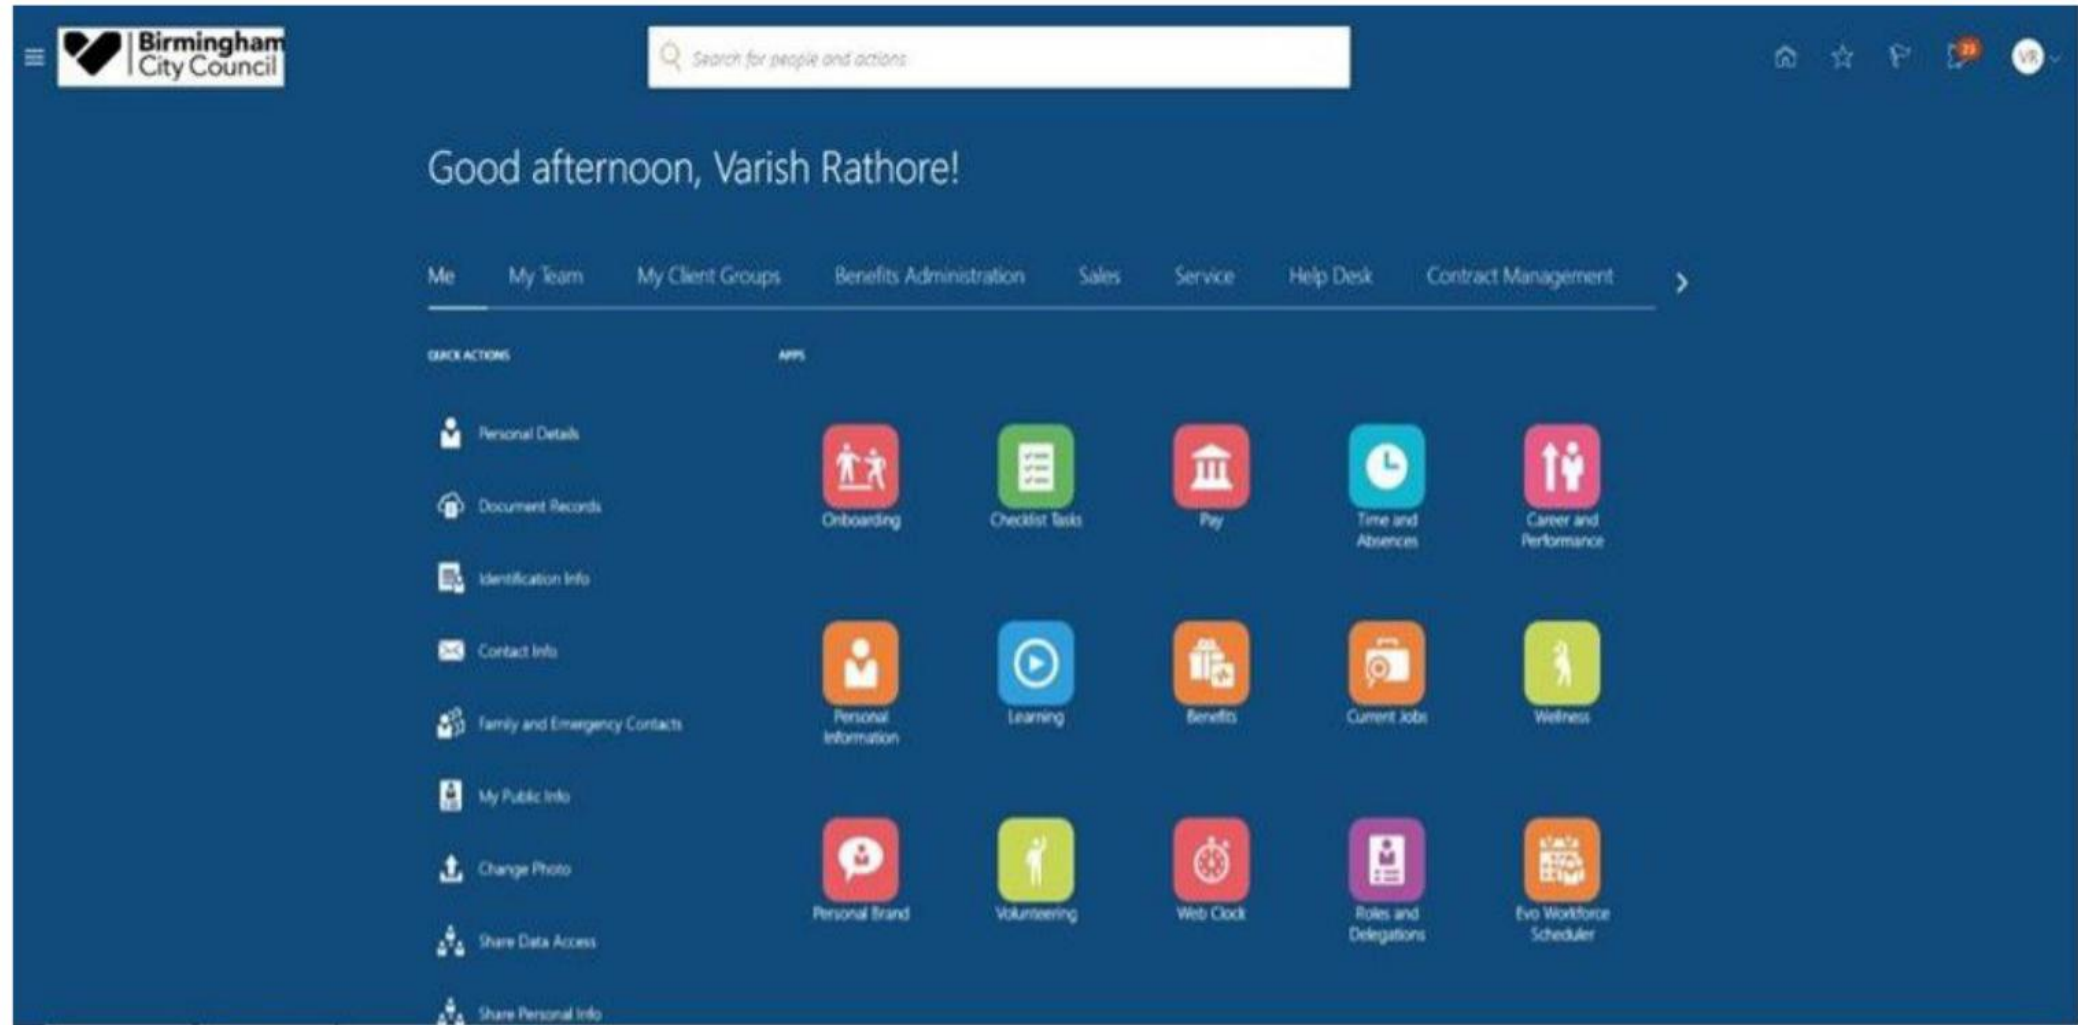 Birmingham
City Council
Search for people and actions
23
VR
Good afternoon, Varish Rathore!
Me
My Team
My Client Groups
Benefits Administration
Sales
Service
Help Desk
Contract Management
QUICK ACTIONS
APPS
Personal Details
Document Records
Identification Info
Contact Info
Family and Emergency Contacts
My Public Info
Change Photo
Share Data Access
Share Personal Info
Onboarding
Checklist Tasks
Pay
Time and
Absences
Career and
Performance
Personal
Information
Learning
Benefits
Current Jobs
Wellness
Personal Brand
Volunteering
Web Clock
Roles and
Delegations
Evo Workforce
Scheduler